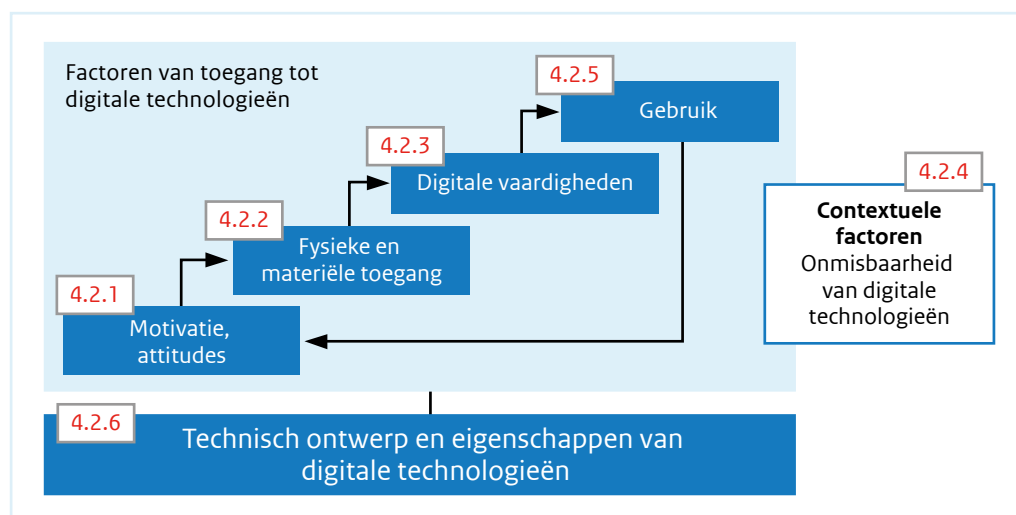 Factoren van toegang tot
digitale technologieën
4.2.5
Gebruik
4.2.3
Digitale vaardigheden
4.2.4
Contextuele
factoren
Onmisbaarheid
van digitale
technologieën
4.2.2
Fysieke en
materiële toegang
4.2.1
Motivatie,
attitudes
4.2.6
Technisch ontwerp en eigenschappen van
digitale technologieën